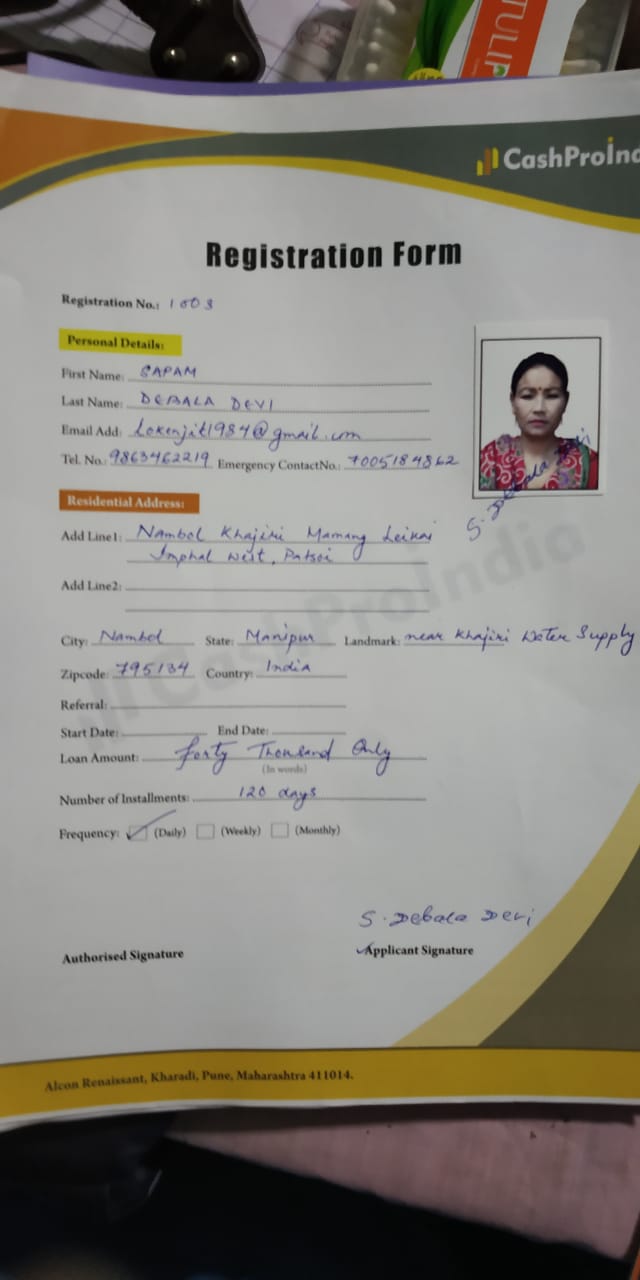 TULIP
CashProInd
Registration Form
Registration No.: 1003
Personal Details:
First Name: SAPAM
Last Name: DEBALA DEVI
Email Add: Lokenjit1984@gmail.com
Tel. No.: 9863462219 Emergency ContactNo.: 7005184862
S. Debala Devi
Residential Address:
Add Line1: Nambol Khajiri Mamang Leikai
Imphal West, Patsoi
Add Line2:
CashProIndia
City: Nambol State: Manipur Landmark: near Khajiri Water Supply
Zipcode: 795134 Country: India
Referral:
Start Date: End Date:
Loan Amount: forty Thousand Only
(In words)
Number of Installments: 120 days
Frequency: (Daily) (Weekly) (Monthly)
S. Debala Devi
Authorised Signature Applicant Signature
Alcon Renaissant, Kharadi, Pune, Maharashtra 411014.